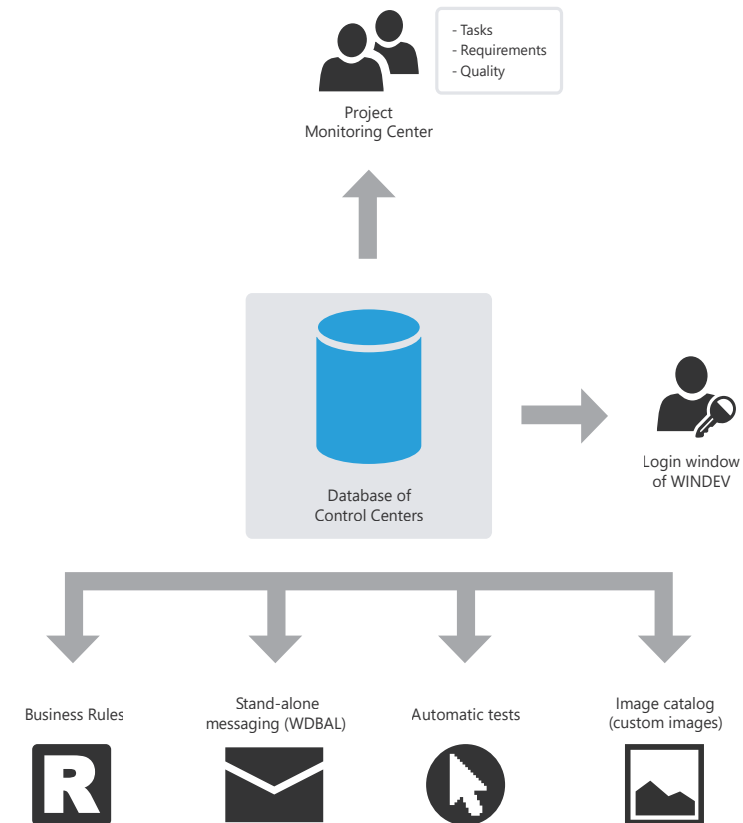 - Tasks
- Requirements
- Quality
Project
Monitoring Center
Database of
Control Centers
Login window
of WINDEV
Business Rules
Stand-alone
messaging (WDBAL)
Automatic tests
Image catalog
(custom images)
R